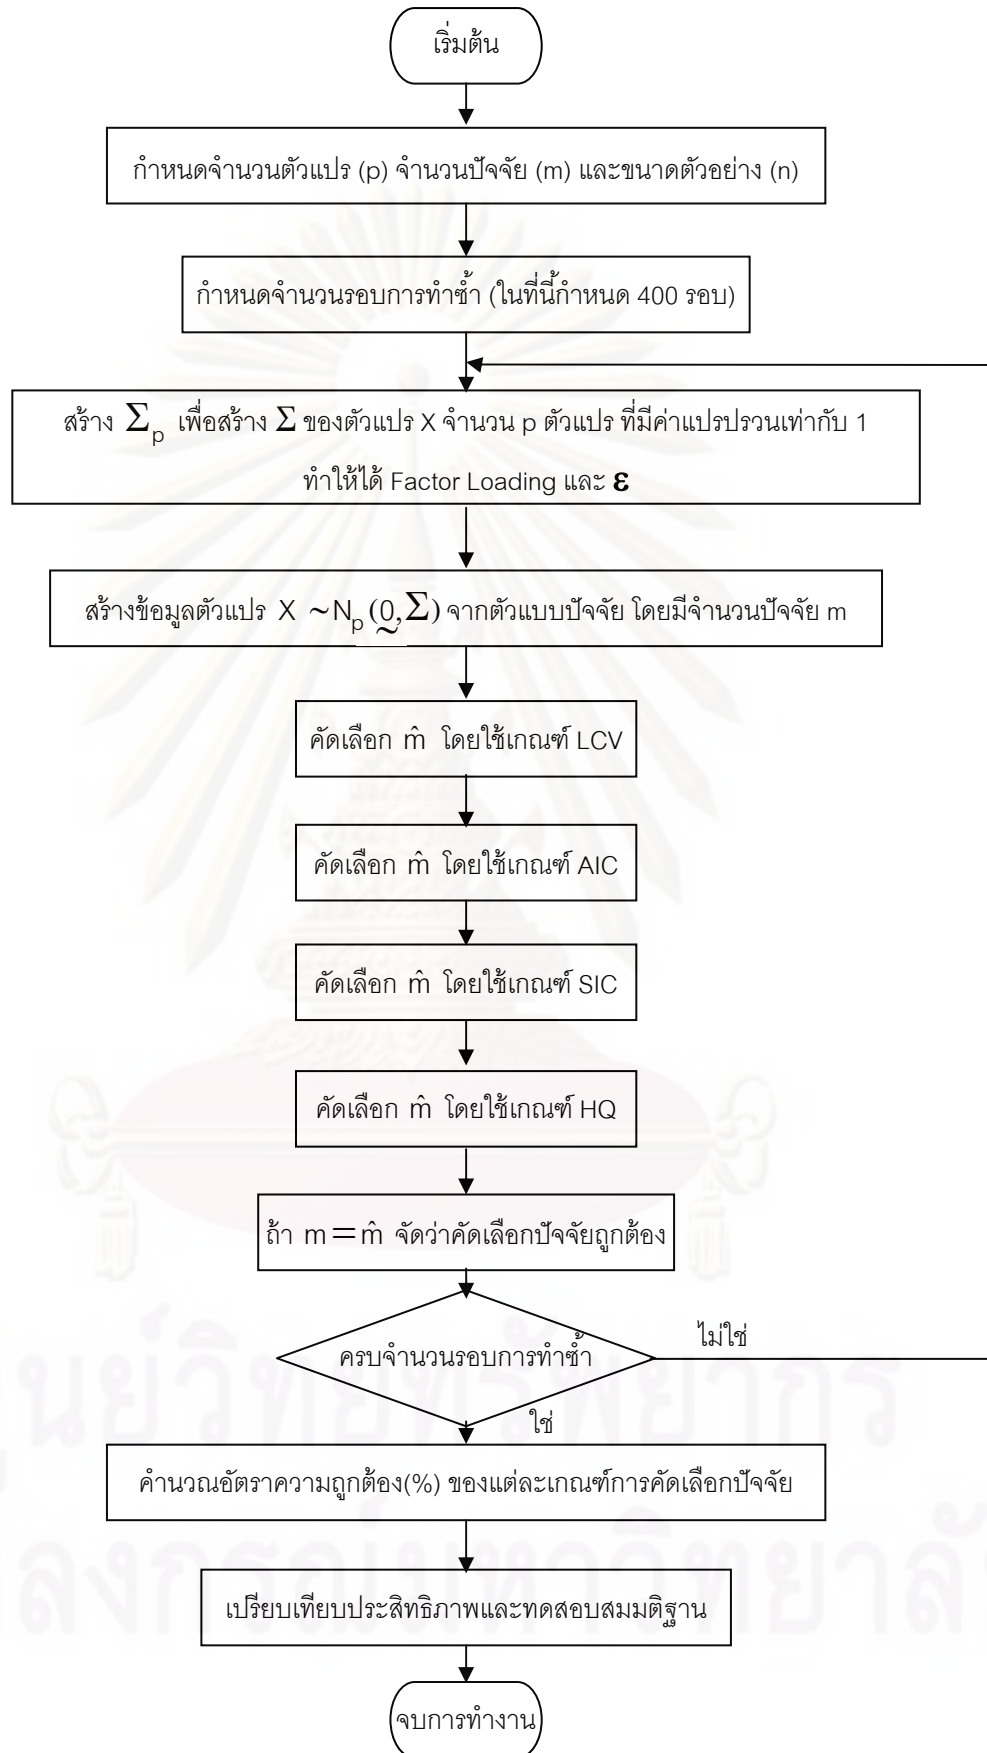 เริ่มต้น
กำหนดจำนวนตัวแปร (p) จำนวนปัจจัย (m) และขนาดตัวอย่าง (n)
กำหนดจำนวนรอบการทำซ้ำ (ในที่นี้กำหนด 400 รอบ)
สร้าง Σp เพื่อสร้าง Σ ของตัวแปร X จำนวน p ตัวแปร ที่มีค่าแปรปรวนเท่ากับ 1
ทำให้ได้ Factor Loading และ ε
สร้างข้อมูลตัวแปร X ~Np(0̰,Σ) จากตัวแบบปัจจัย โดยมีจำนวนปัจจัย m
คัดเลือก m̂ โดยใช้เกณฑ์ LCV
คัดเลือก m̂ โดยใช้เกณฑ์ AIC
คัดเลือก m̂ โดยใช้เกณฑ์ SIC
คัดเลือก m̂ โดยใช้เกณฑ์ HQ
ถ้า m=m̂ จัดว่าคัดเลือกปัจจัยถูกต้อง
ไม่ใช่
ครบจำนวนรอบการทำซ้ำ
ใช่
คำนวณอัตราความถูกต้อง(%) ของแต่ละเกณฑ์การคัดเลือกปัจจัย
เปรียบเทียบประสิทธิภาพและทดสอบสมมติฐาน
จบการทำงาน